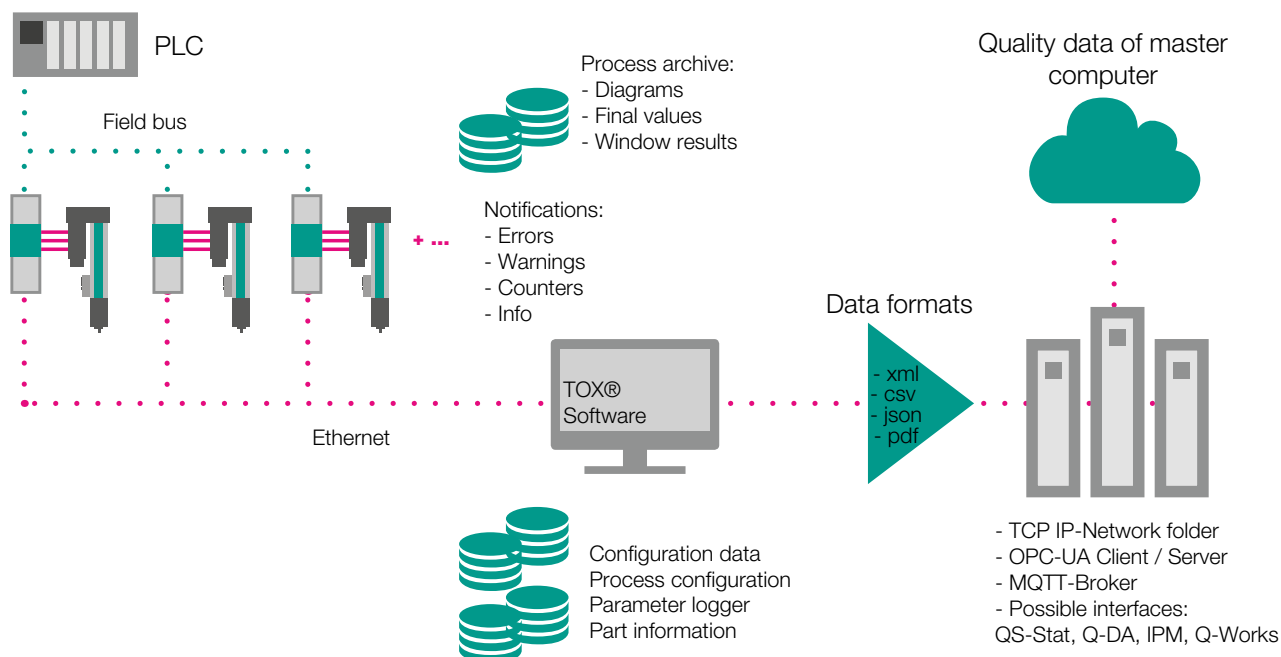 PLC
Field bus
Process archive:
- Diagrams
- Final values
- Window results
Quality data of master
computer
Notifications:
- Errors
- Warnings
- Counters
- Info
+ ...
Data formats
- xml
- csv
- json
- pdf
TOX®
Software
Ethernet
Configuration data
Process configuration
Parameter logger
Part information
- TCP IP-Network folder
- OPC-UA Client / Server
- MQTT-Broker
- Possible interfaces:
QS-Stat, Q-DA, IPM, Q-Works